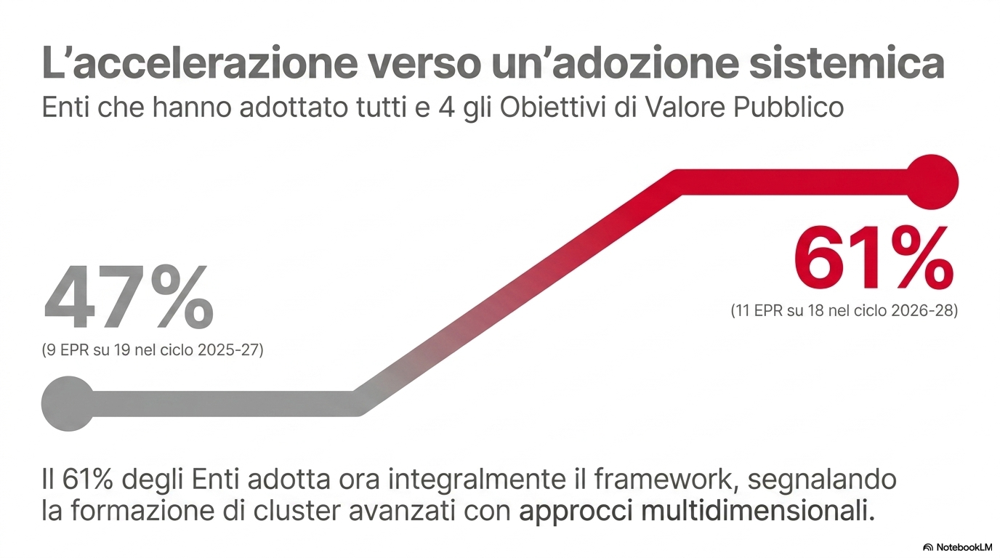 L’accelerazione verso un’adozione sistemica
Enti che hanno adottato tutti e 4 gli Obiettivi di Valore Pubblico
47%
(9 EPR su 19 nel ciclo 2025-27)
61%
(11 EPR su 18 nel ciclo 2026-28)
Il 61% degli Enti adotta ora integralmente il framework, segnalando
la formazione di cluster avanzati con approcci multidimensionali.
NotebookLM